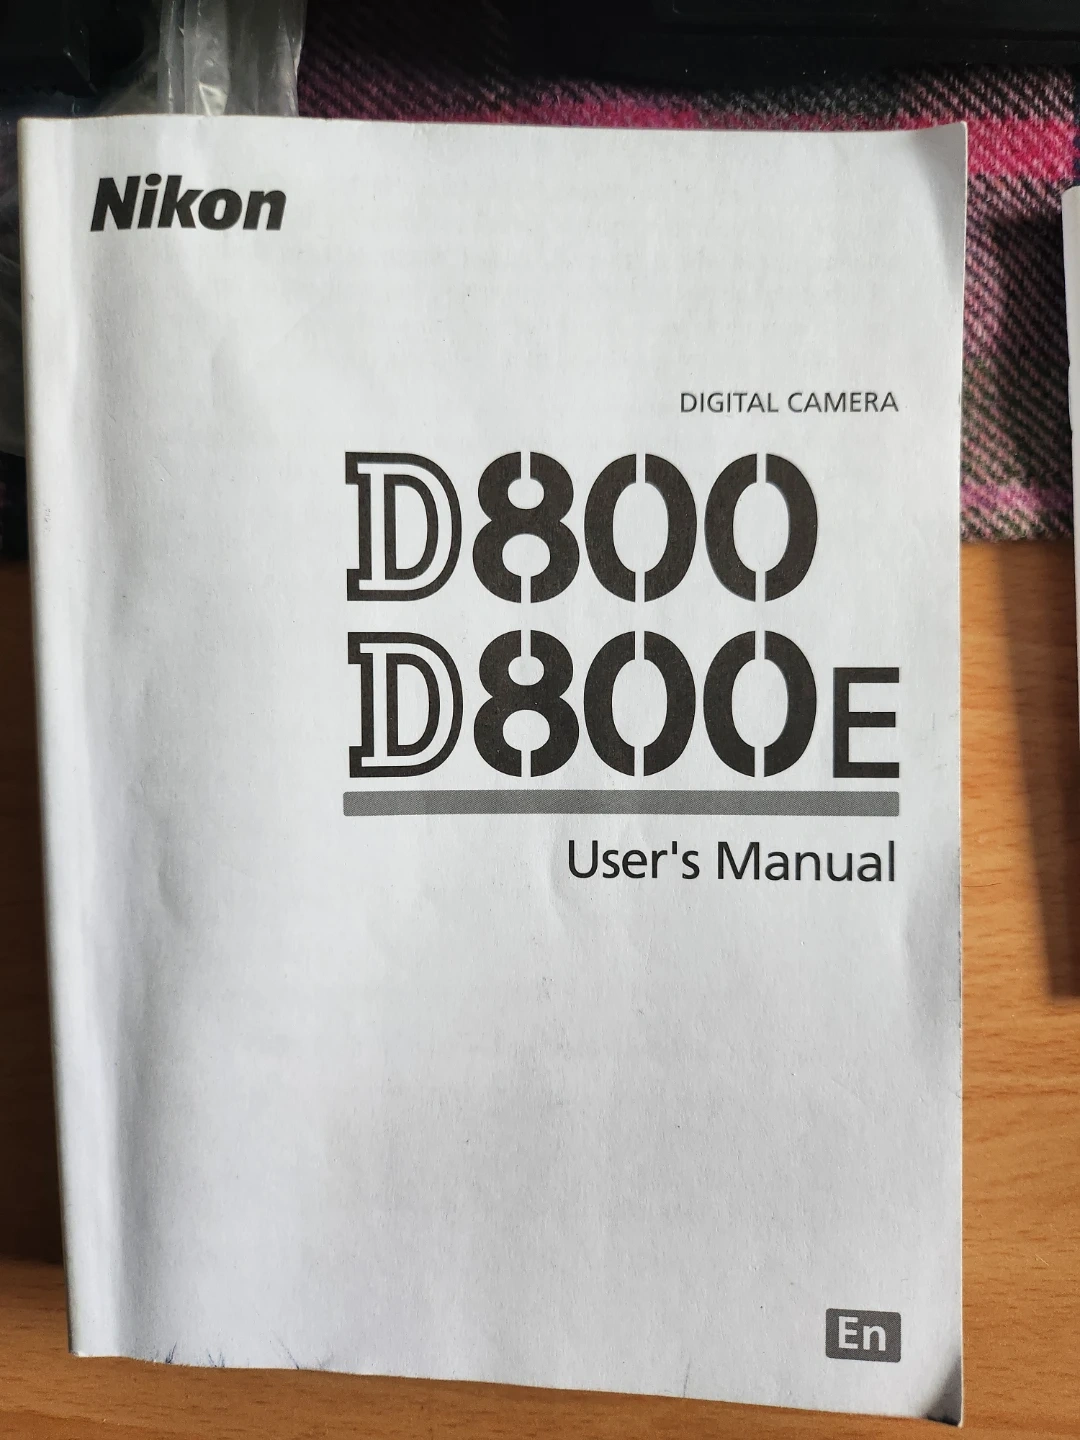 Nikon
DIGITAL CAMERA
D800
D800E
User's Manual
En